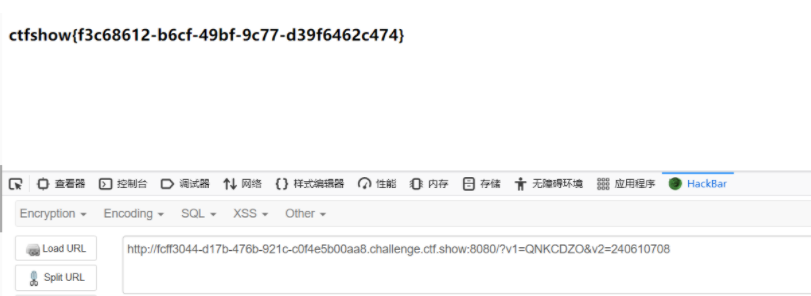 ctfshow{f3c68612-b6cf-49bf-9c77-d39f6462c474}
查看器 控制台 调试器 网络 样式编辑器 性能 内存 存储 无障碍环境 应用程序 HackBar
Encryption Encoding SQL XSS Other
Load URL http://fcff3044-d17b-476b-921c-c0f4e5b00aa8.challenge.ctf.show:8080/?v1=QNKCDZO&v2=240610708
Split URL